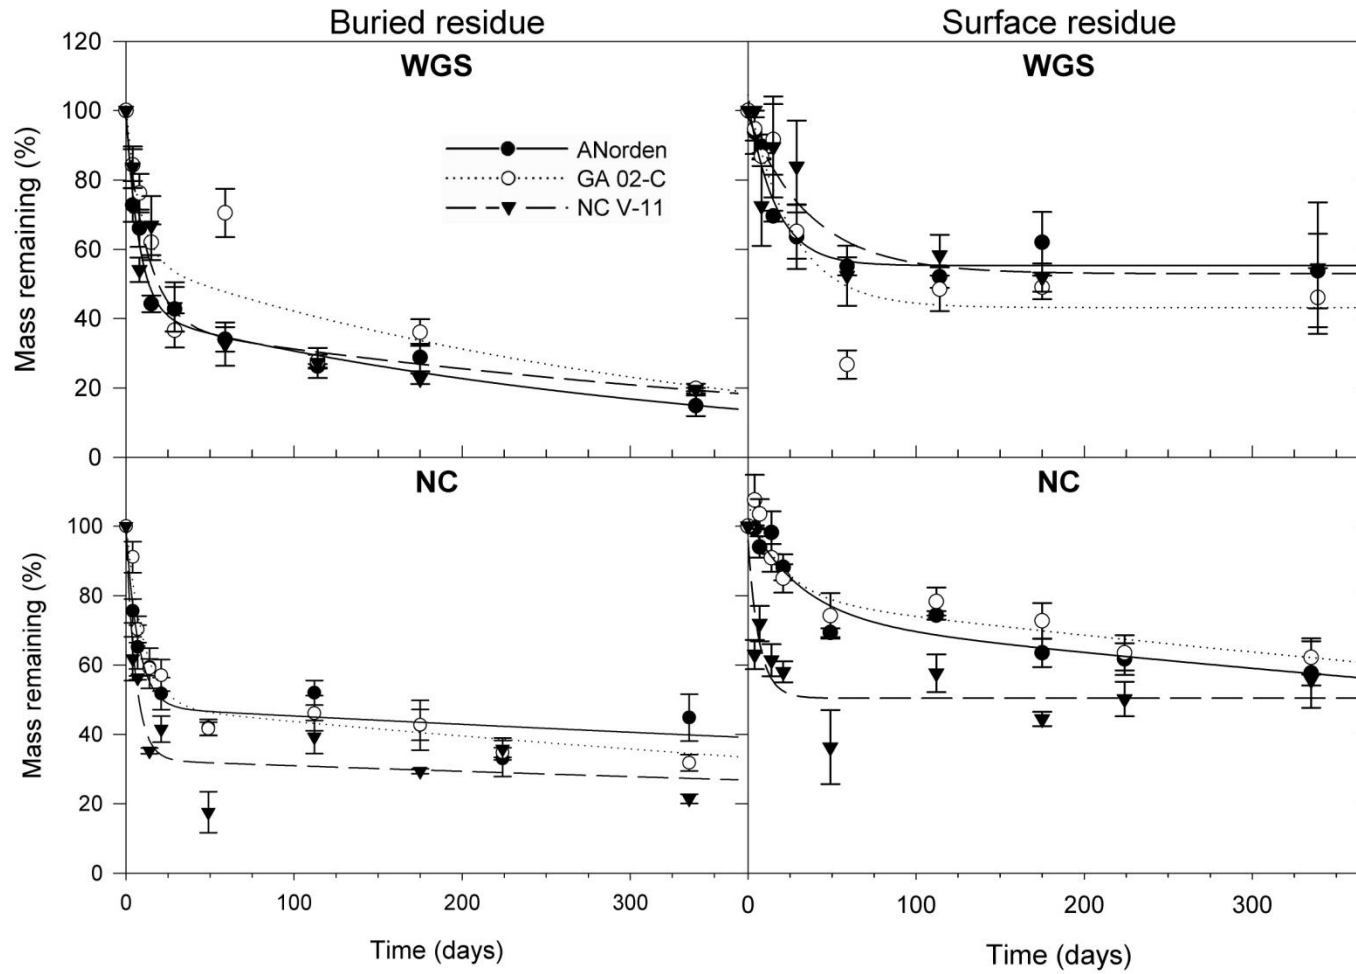 Buried residue
Surface residue
WGS
WGS
120
100
80
60
40
20
0
Mass remaining (%)
ANorden
GA 02-C
NC V-11
NC
NC
100
80
60
40
20
0
Mass remaining (%)
0 100 200 300
0 100 200 300
Time (days)
Time (days)